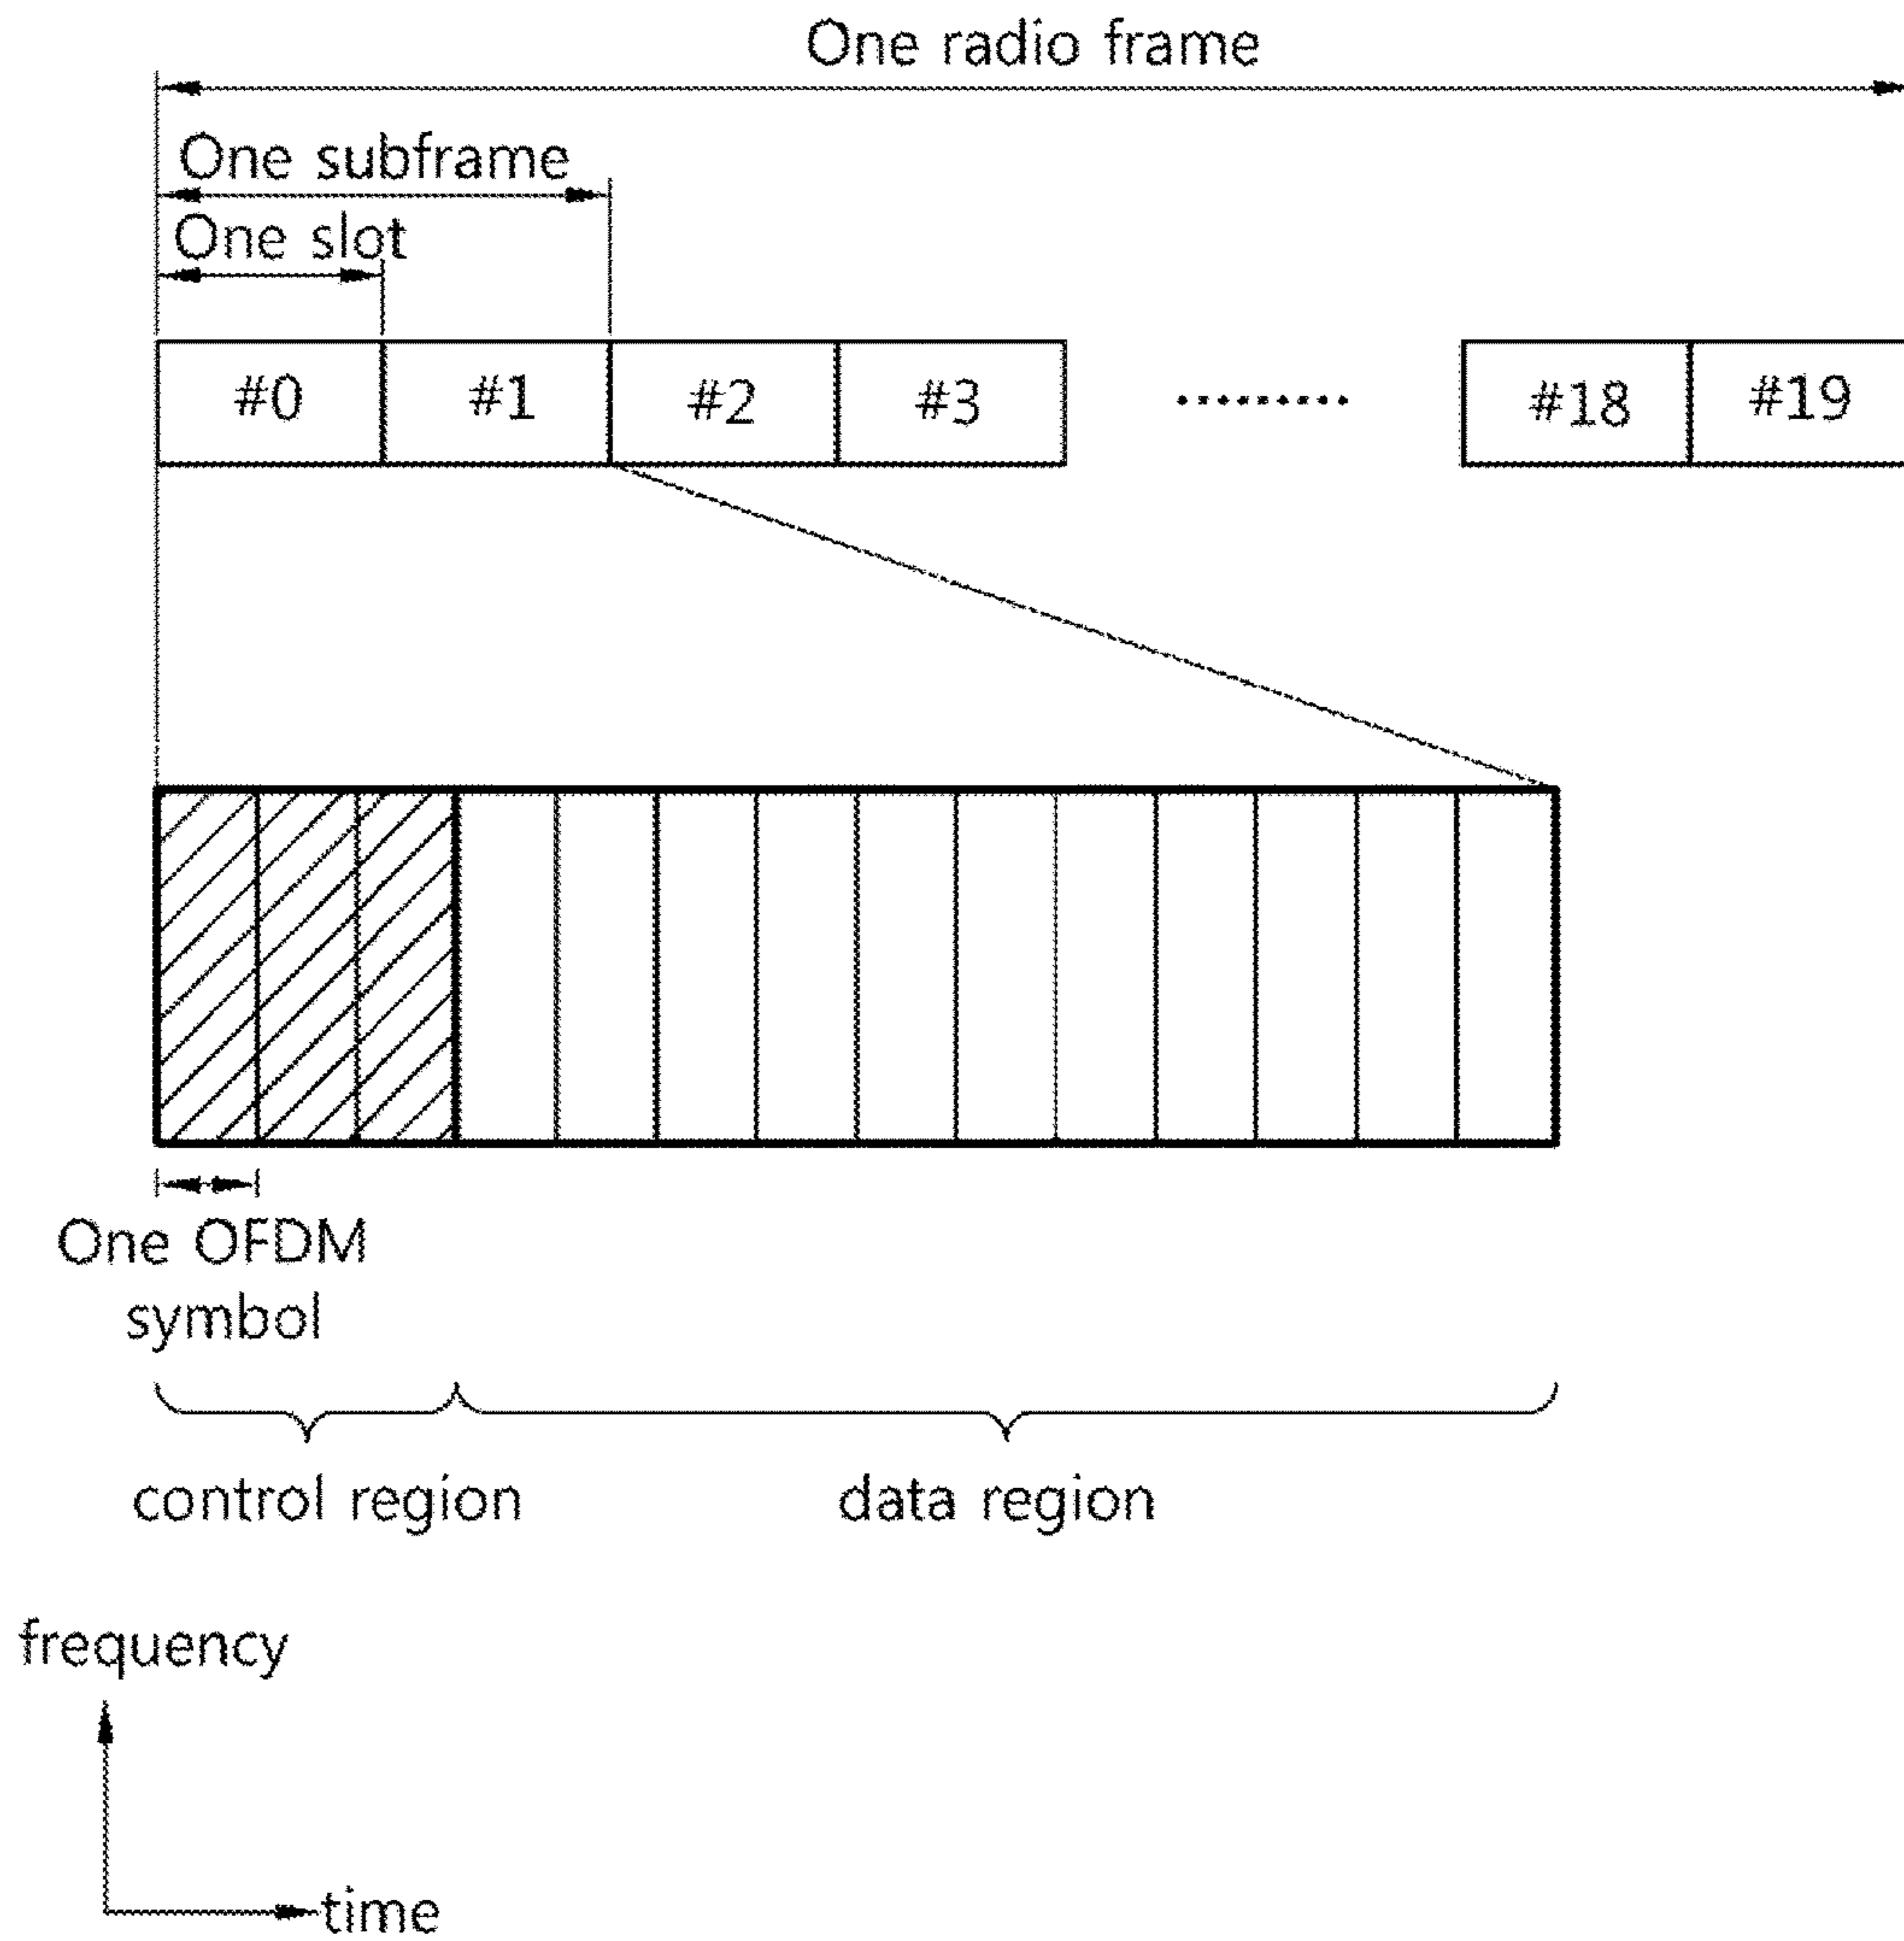 One radio frame
One subframe
One slot
#0 #1 #2 #3 ......... #18 #19
One OFDM
symbol
control region data region
frequency
time